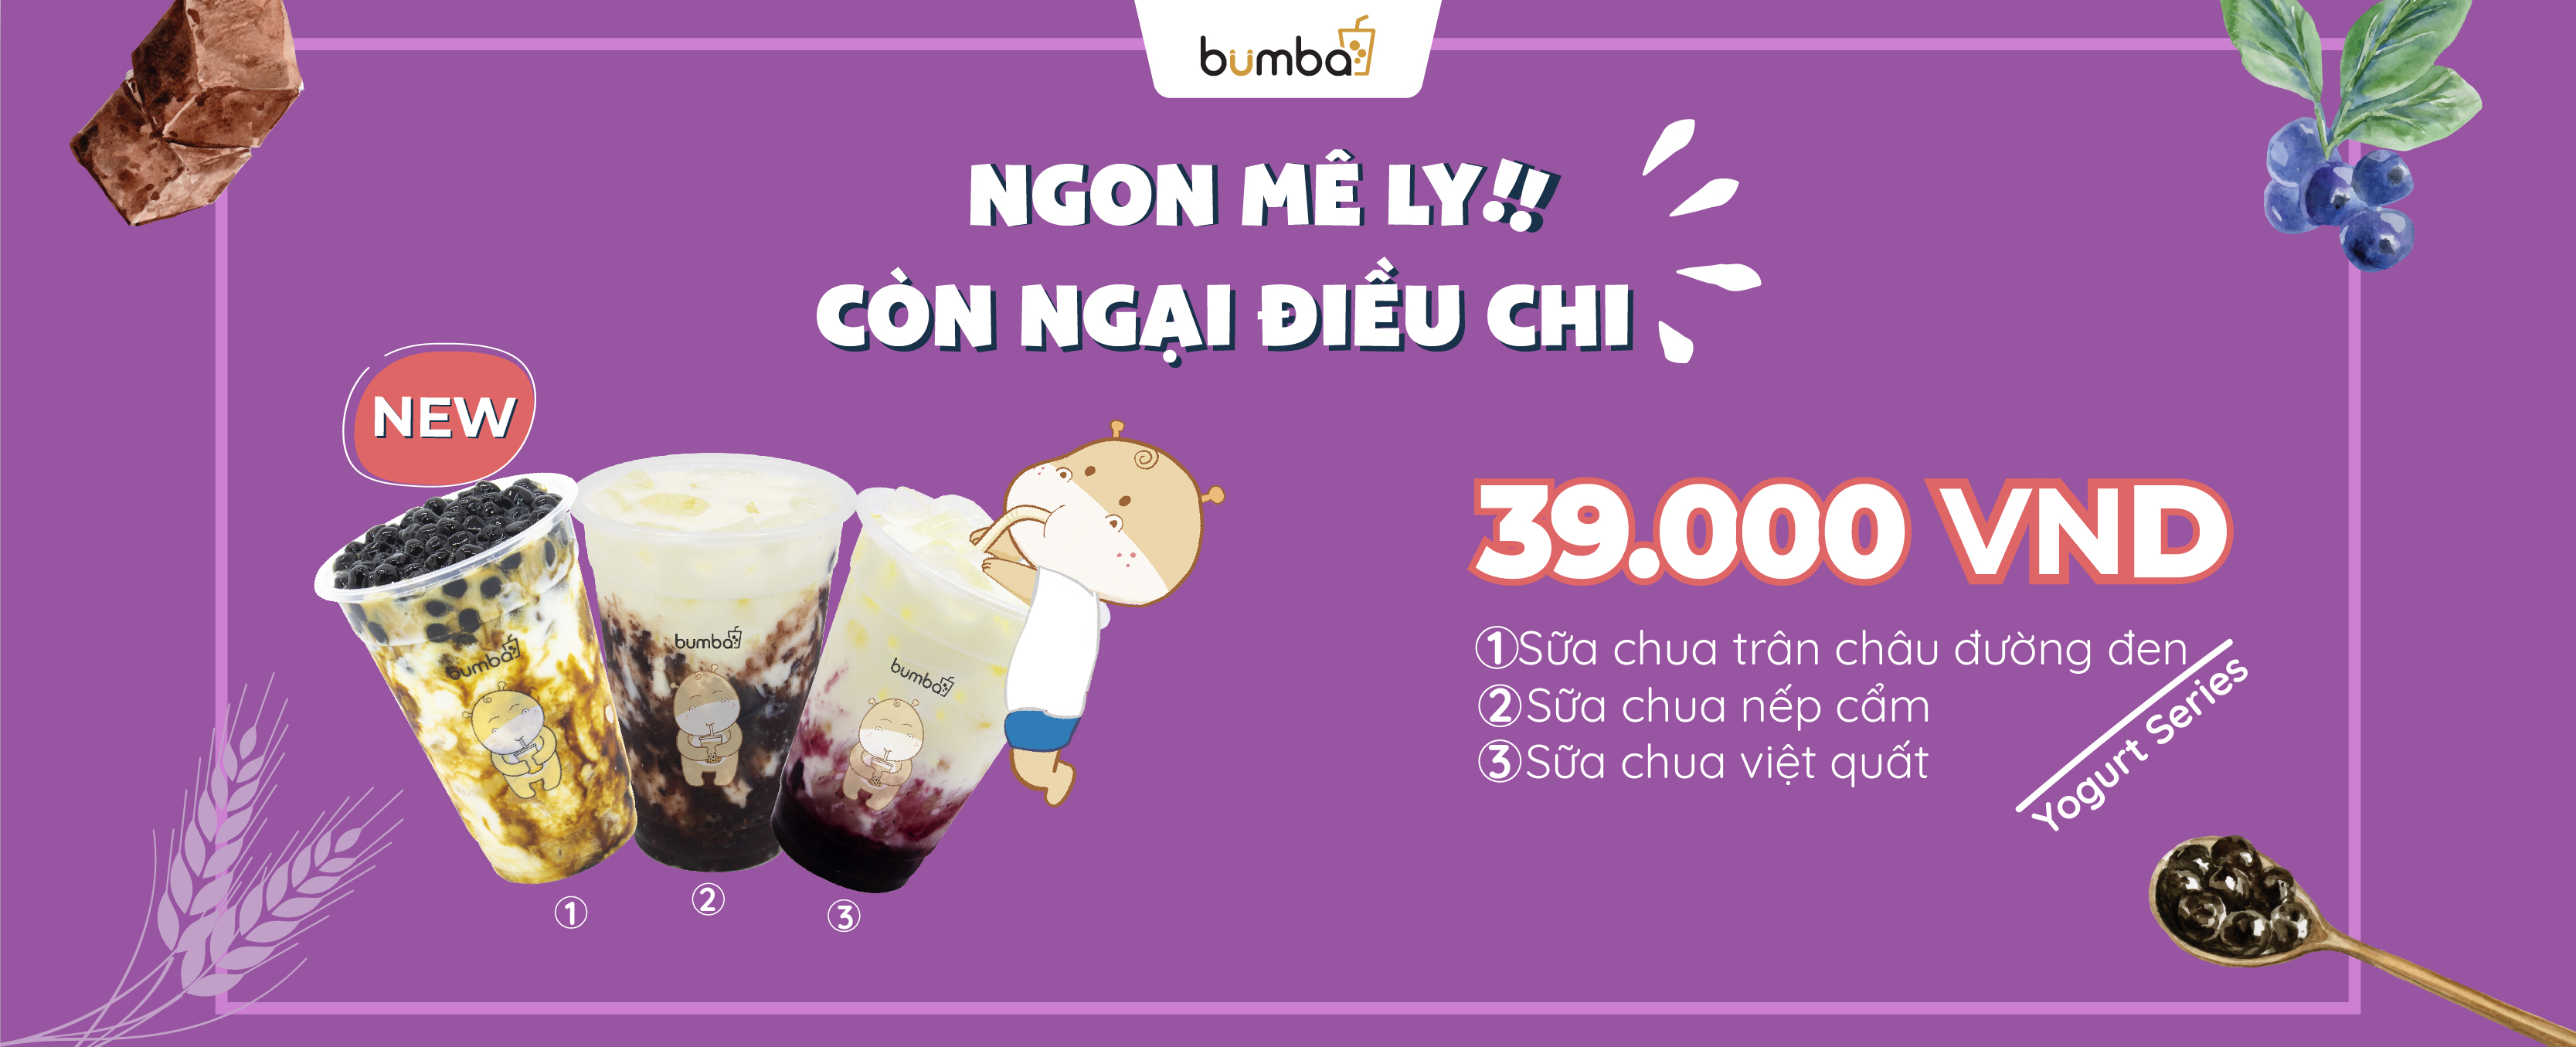 bumba
NGON MÊ LY!!
CÒN NGẠI ĐIỀU CHI
NEW
39.000 VND
①Sữa chua trân châu đường đen
②Sữa chua nếp cẩm
③Sữa chua việt quất
Yogurt Series
bumba
bumba
bumba
①
②
③